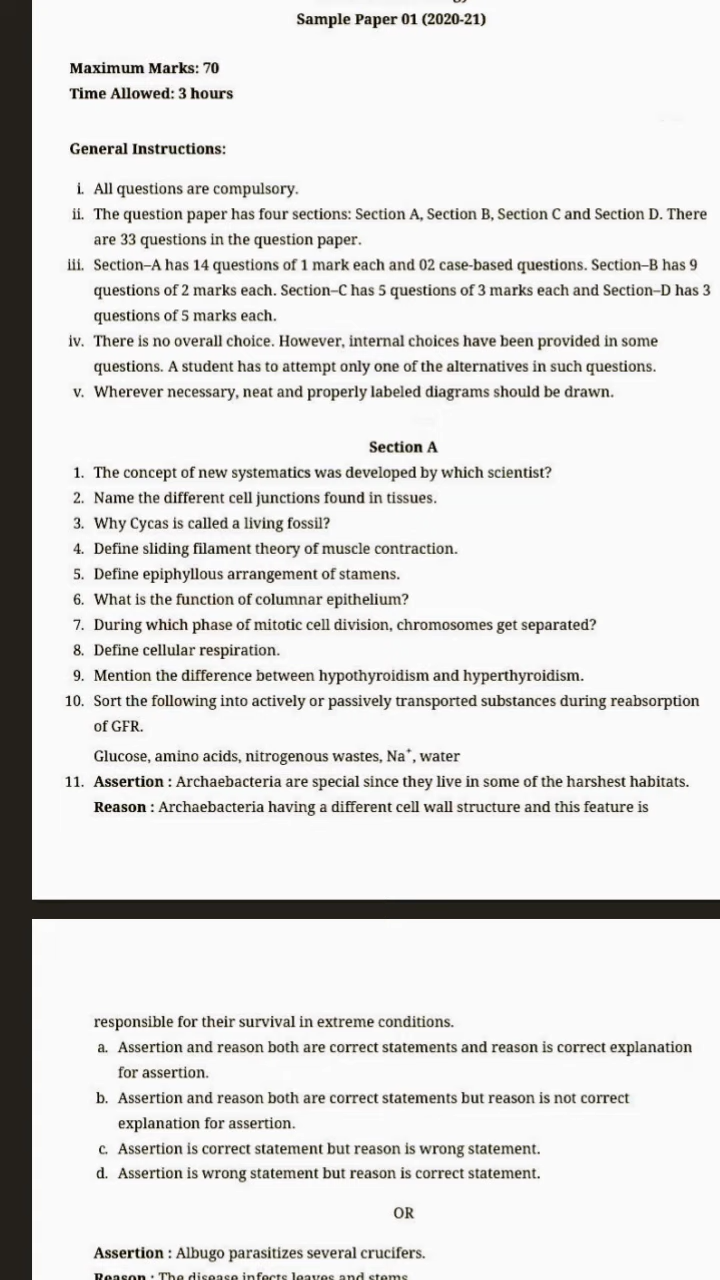 Sample Paper 01 (2020-21)
Maximum Marks: 70
Time Allowed: 3 hours
General Instructions:
i. All questions are compulsory.
ii. The question paper has four sections: Section A, Section B, Section C and Section D. There
are 33 questions in the question paper.
iii. Section–A has 14 questions of 1 mark each and 02 case-based questions. Section–B has 9
questions of 2 marks each. Section–C has 5 questions of 3 marks each and Section–D has 3
questions of 5 marks each.
iv. There is no overall choice. However, internal choices have been provided in some
questions. A student has to attempt only one of the alternatives in such questions.
v. Wherever necessary, neat and properly labeled diagrams should be drawn.
Section A
1. The concept of new systematics was developed by which scientist?
2. Name the different cell junctions found in tissues.
3. Why Cycas is called a living fossil?
4. Define sliding filament theory of muscle contraction.
5. Define epiphyllous arrangement of stamens.
6. What is the function of columnar epithelium?
7. During which phase of mitotic cell division, chromosomes get separated?
8. Define cellular respiration.
9. Mention the difference between hypothyroidism and hyperthyroidism.
10. Sort the following into actively or passively transported substances during reabsorption
of GFR.
Glucose, amino acids, nitrogenous wastes, Na⁺, water
11. Assertion : Archaebacteria are special since they live in some of the harshest habitats.
Reason : Archaebacteria having a different cell wall structure and this feature is
responsible for their survival in extreme conditions.
a. Assertion and reason both are correct statements and reason is correct explanation
for assertion.
b. Assertion and reason both are correct statements but reason is not correct
explanation for assertion.
c. Assertion is correct statement but reason is wrong statement.
d. Assertion is wrong statement but reason is correct statement.
OR
Assertion : Albugo parasitizes several crucifers.
Reason : The disease infects leaves and stems